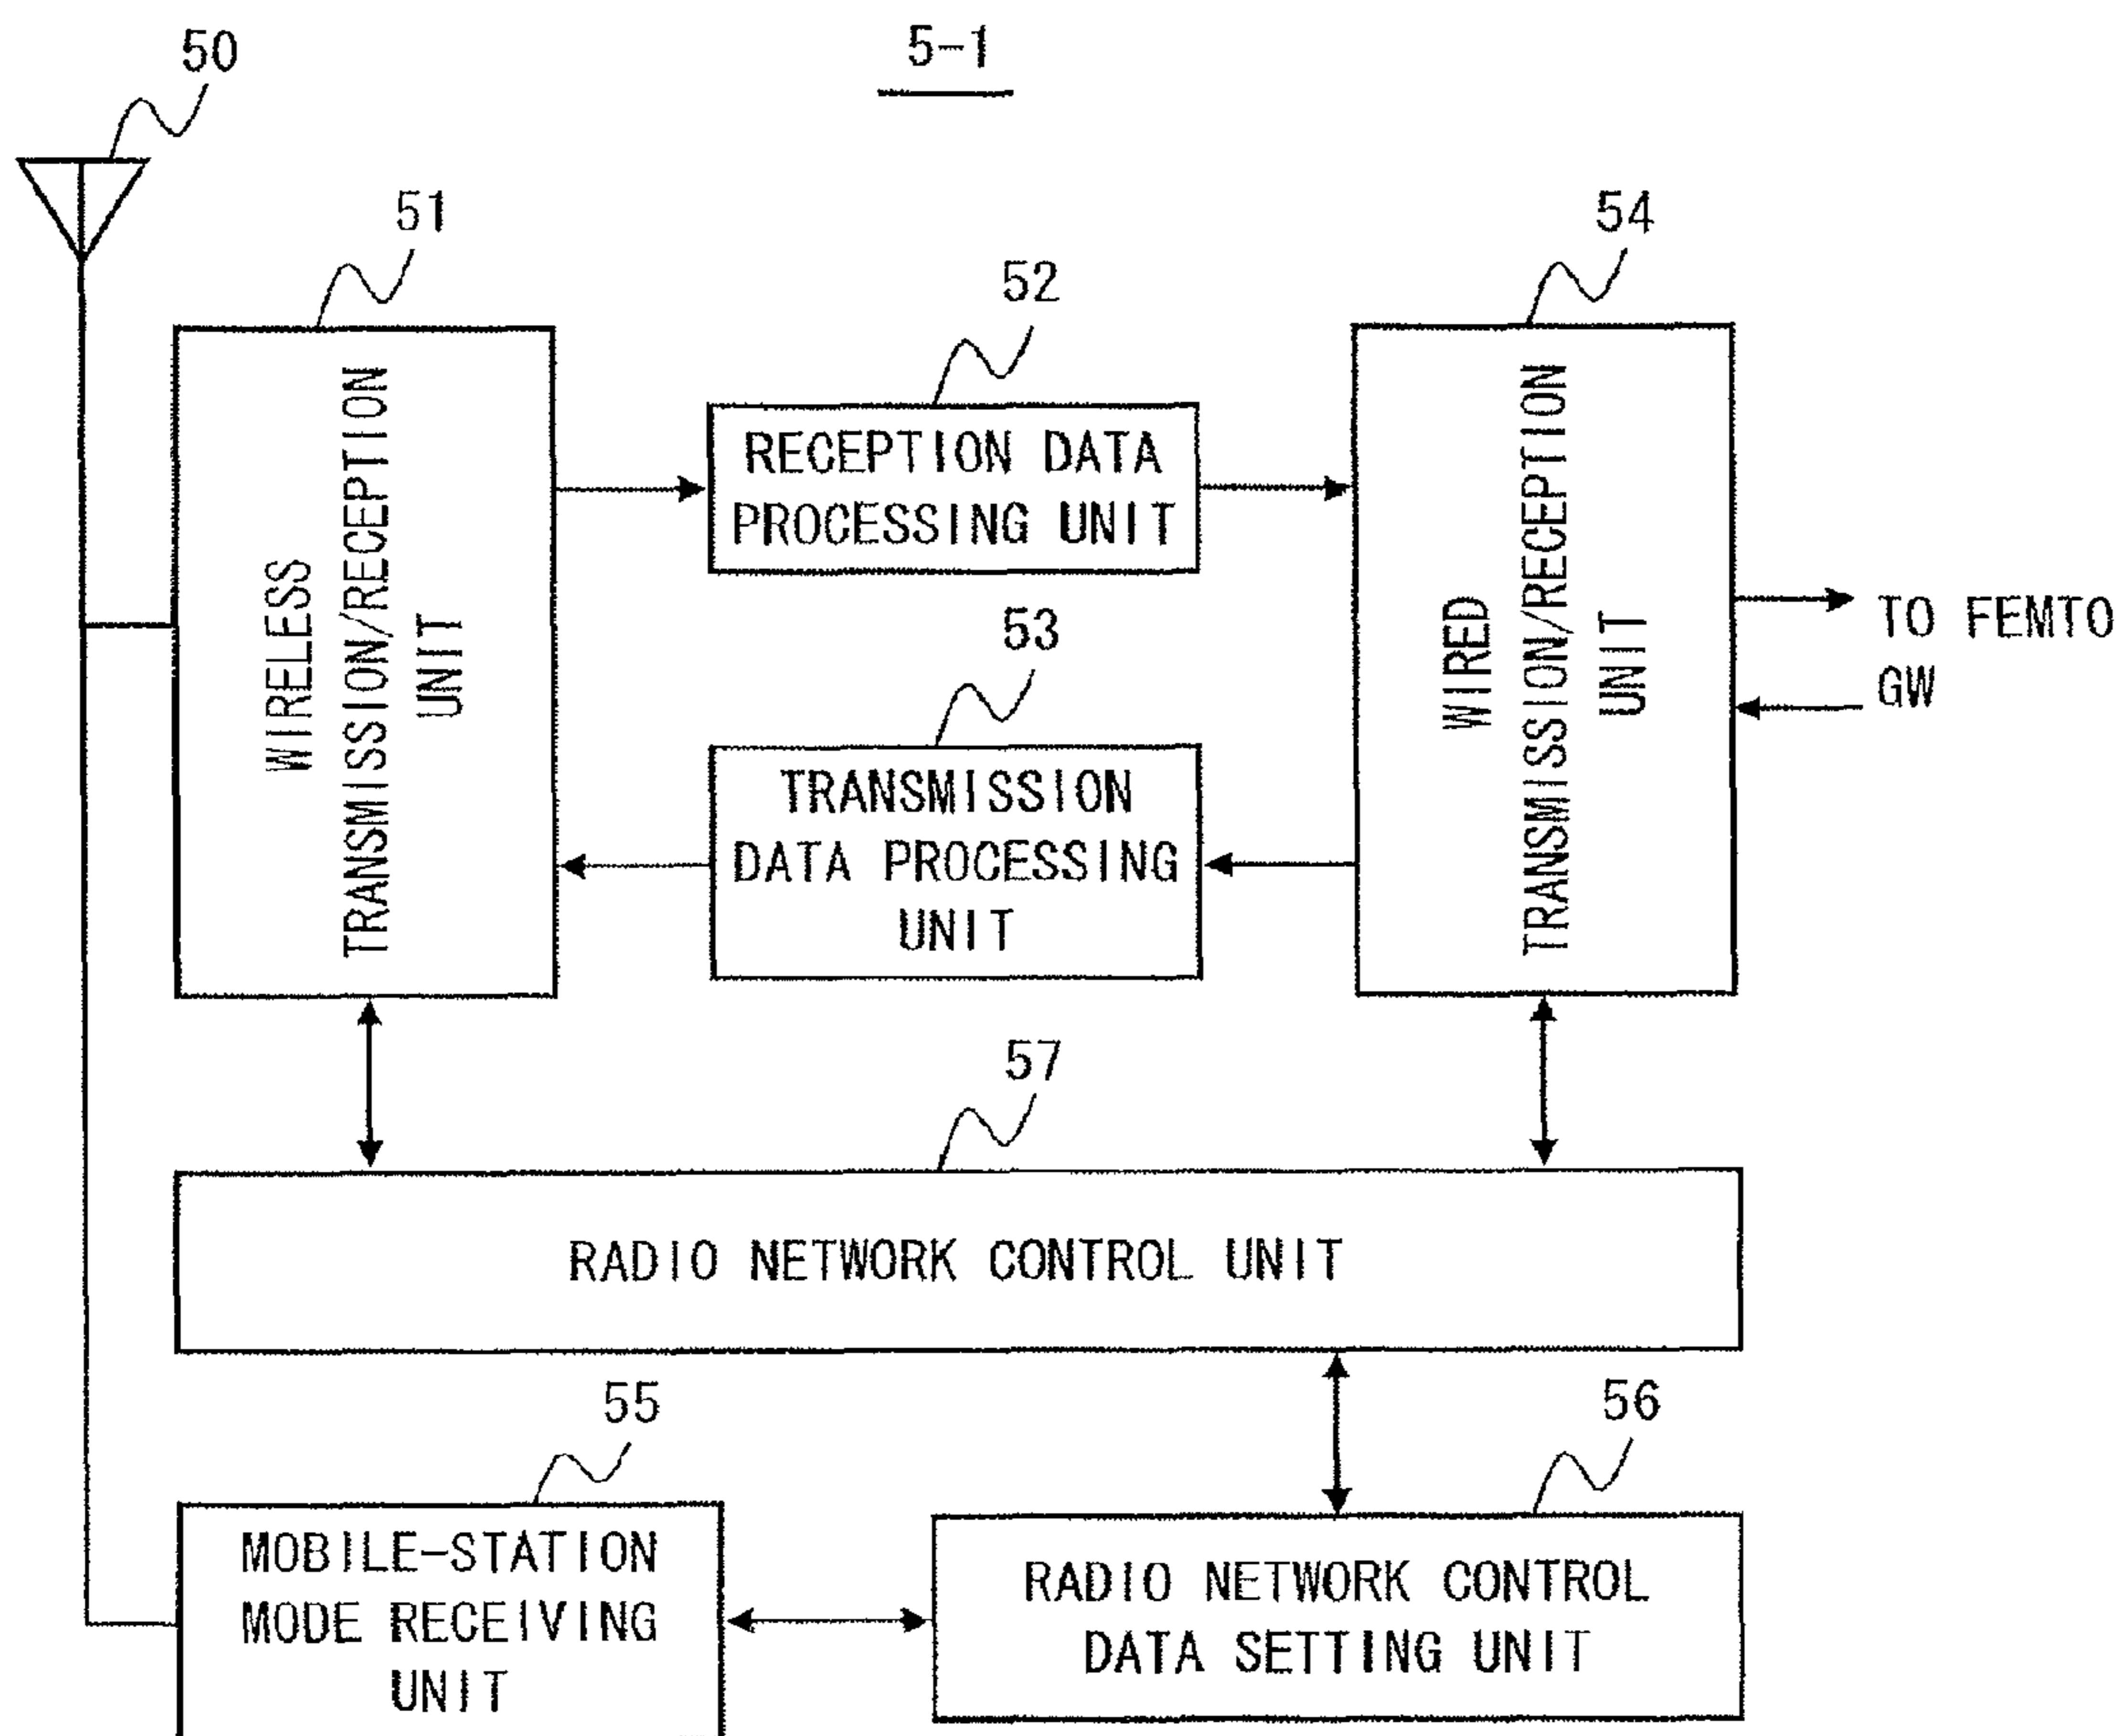 5-1
50
51
54
52
WIRELESS
TRANSMISSION/RECEPTION
UNIT
RECEPTION DATA
PROCESSING UNIT
WIRED
TRANSMISSION/RECEPTION
UNIT
TO FEMTO
GW
53
TRANSMISSION
DATA PROCESSING
UNIT
57
RADIO NETWORK CONTROL UNIT
55
56
MOBILE-STATION
MODE RECEIVING
UNIT
RADIO NETWORK CONTROL
DATA SETTING UNIT